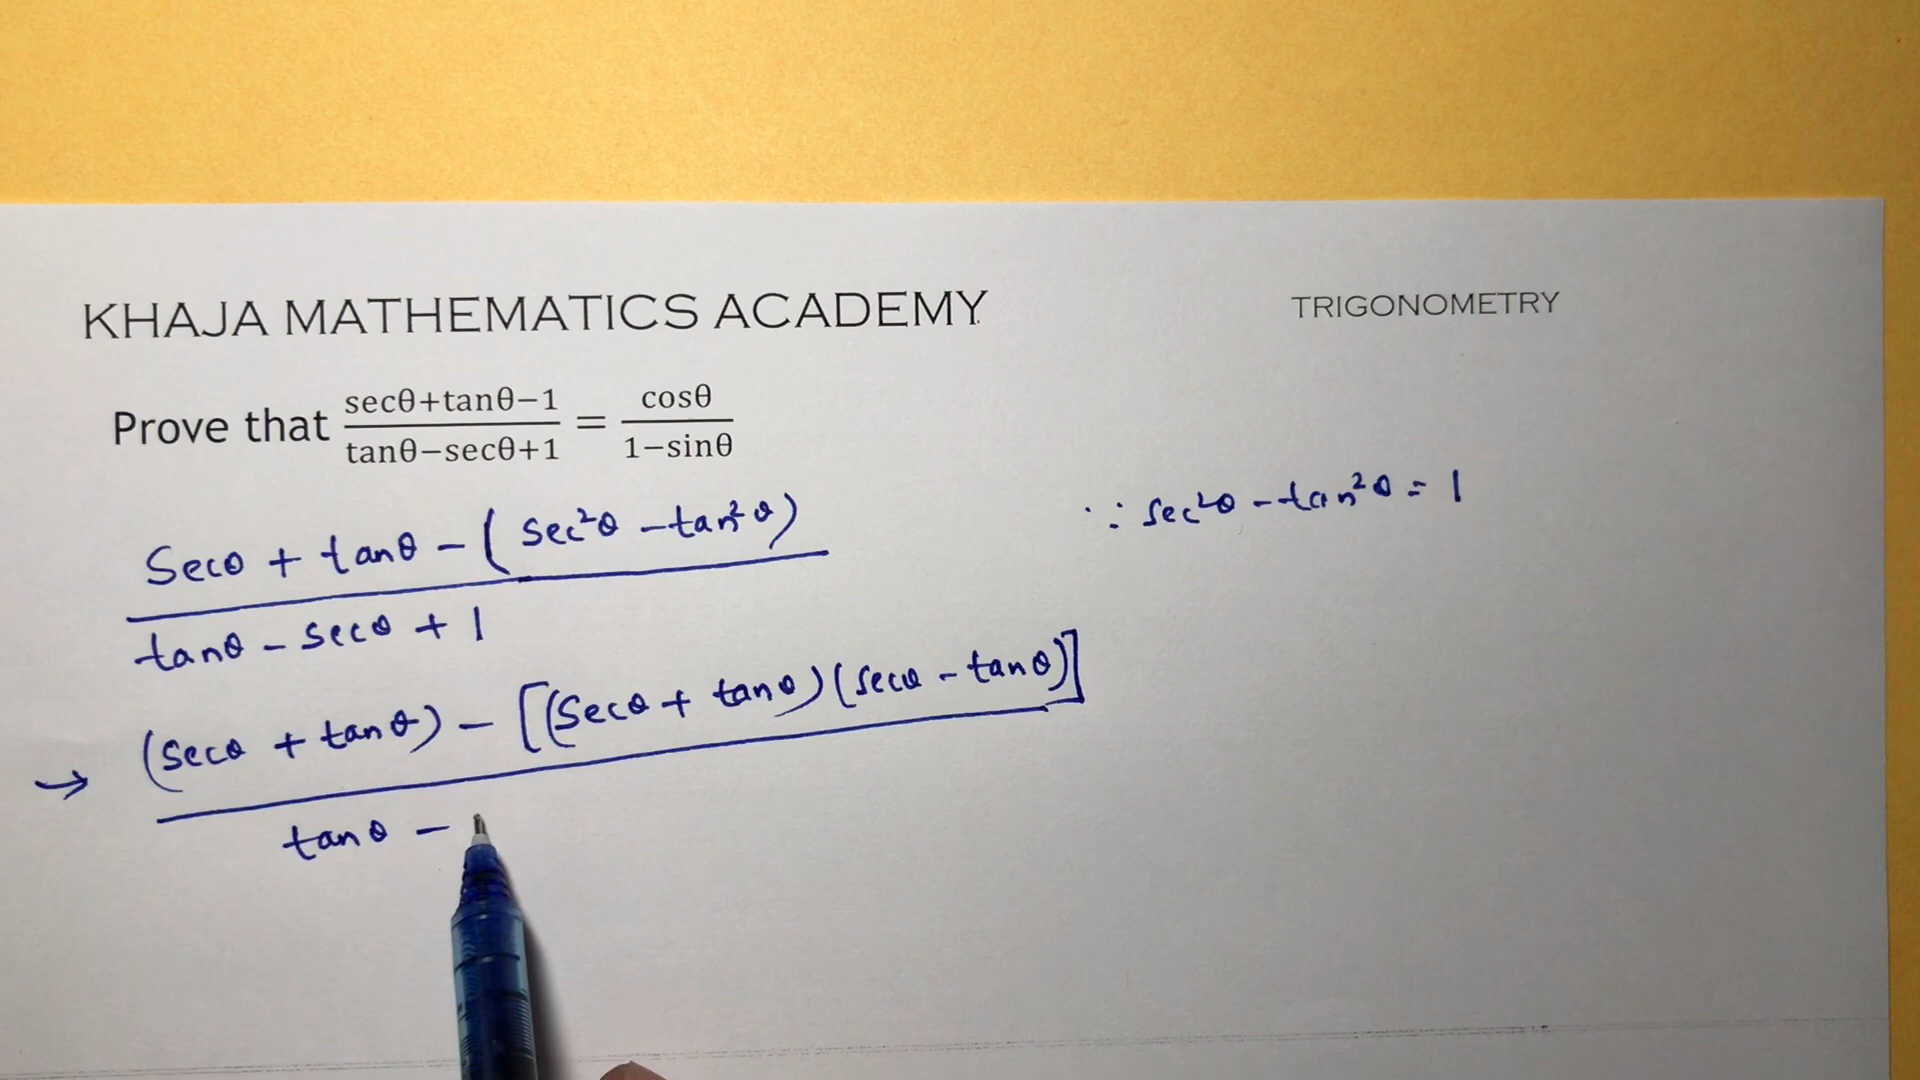 KHAJA MATHEMATICS ACADEMY.
TRIGONOMETRY
Prove that (secθ+tanθ−1)/(tanθ−secθ+1) = cosθ/(1−sinθ)
Secθ + tanθ − (sec²θ − tan²θ)
∵ sec²θ − tan²θ = 1
tanθ − secθ + 1
→ (secθ + tanθ) − [(Secθ + tanθ)(secθ − tanθ)]
tanθ −